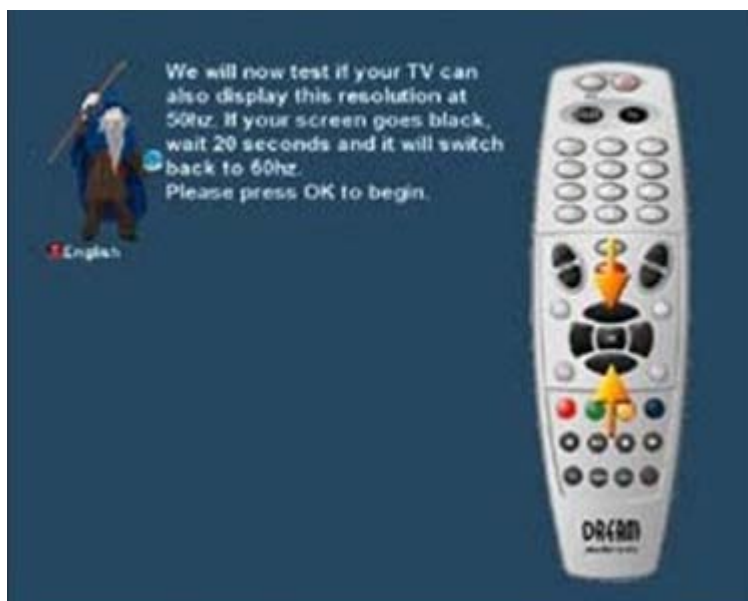 We will now test if your TV can
also display this resolution at
50hz. If your screen goes black,
wait 20 seconds and it will switch
back to 60hz.
Please press OK to begin.
English
DREAM